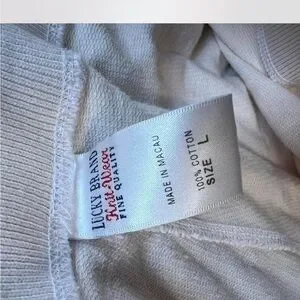 LUCKY BRAND
Knit Wear
FINE QUALITY
MADE IN MACAU
100% COTTON
SIZE L